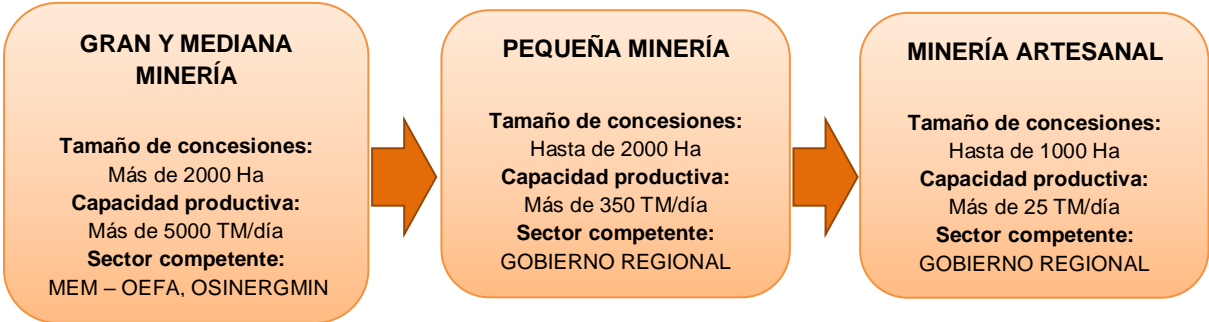 GRAN Y MEDIANA
MINERÍA
Tamaño de concesiones:
Más de 2000 Ha
Capacidad productiva:
Más de 5000 TM/día
Sector competente:
MEM – OEFA, OSINERGMIN
PEQUEÑA MINERÍA
Tamaño de concesiones:
Hasta de 2000 Ha
Capacidad productiva:
Más de 350 TM/día
Sector competente:
GOBIERNO REGIONAL
MINERÍA ARTESANAL
Tamaño de concesiones:
Hasta de 1000 Ha
Capacidad productiva:
Más de 25 TM/día
Sector competente:
GOBIERNO REGIONAL